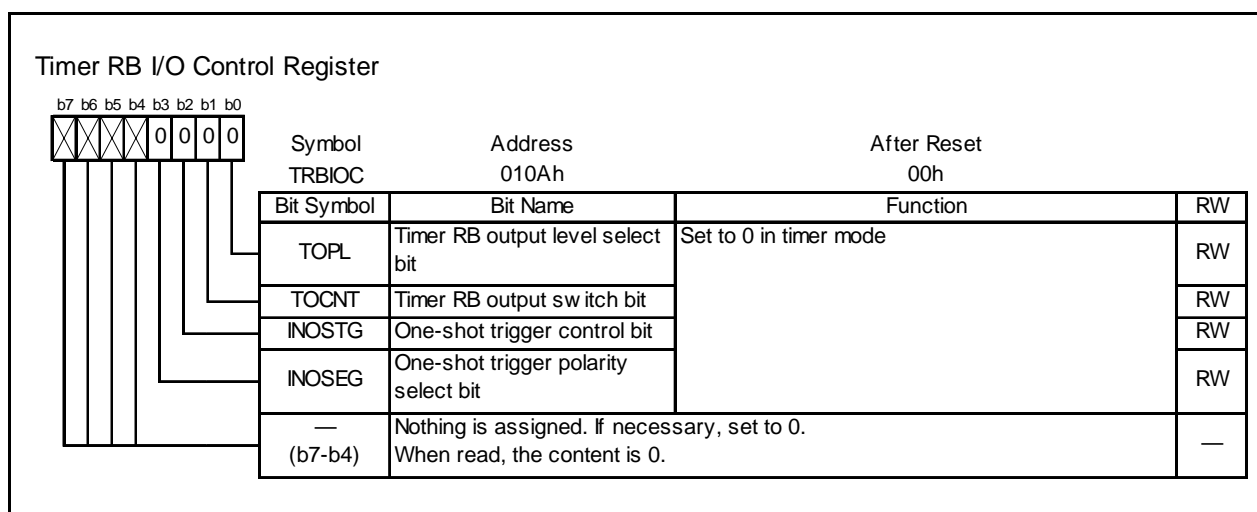 Timer RB I/O Control Register
b7 b6 b5 b4 b3 b2 b1 b0
0 0 0 0
Symbol Address After Reset
TRBIOC 010Ah 00h
Bit Symbol Bit Name Function RW
TOPL Timer RB output level select bit Set to 0 in timer mode RW
TOCNT Timer RB output switch bit RW
INOSTG One-shot trigger control bit RW
INOSEG One-shot trigger polarity select bit RW
— (b7-b4) Nothing is assigned. If necessary, set to 0. —
When read, the content is 0.